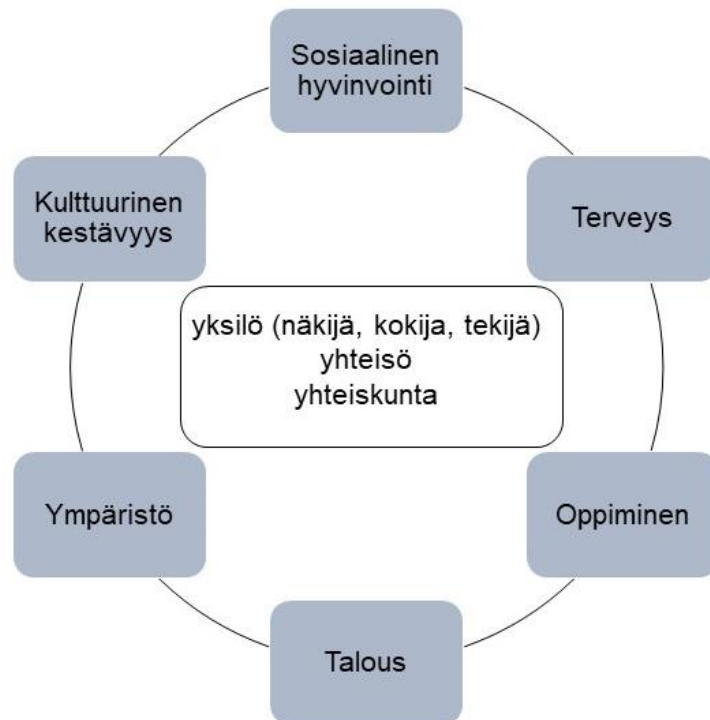 Sosiaalinen
hyvinvointi
Terveys
Oppiminen
Talous
Ympäristö
Kulttuurinen
kestävyys
yksilö (näkijä, kokija, tekijä)
yhteisö
yhteiskunta